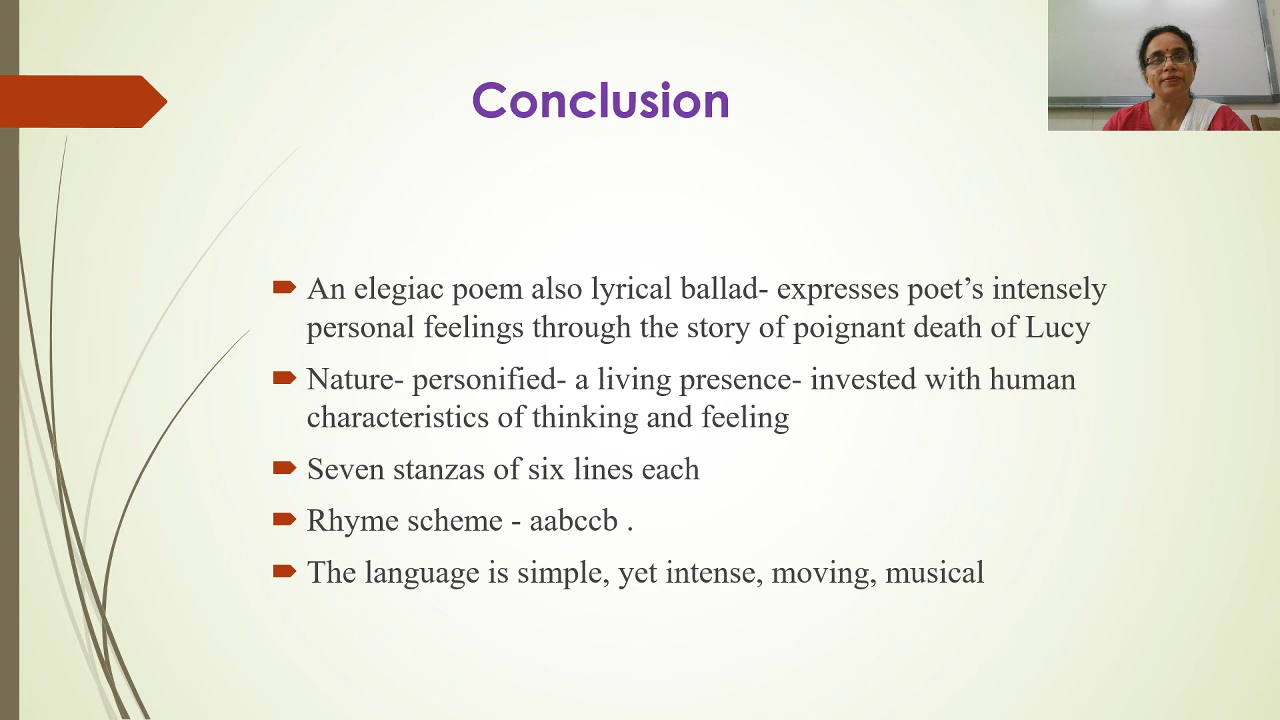 Conclusion
An elegiac poem also lyrical ballad- expresses poet’s intensely
personal feelings through the story of poignant death of Lucy
Nature- personified- a living presence- invested with human
characteristics of thinking and feeling
Seven stanzas of six lines each
Rhyme scheme - aabccb .
The language is simple, yet intense, moving, musical